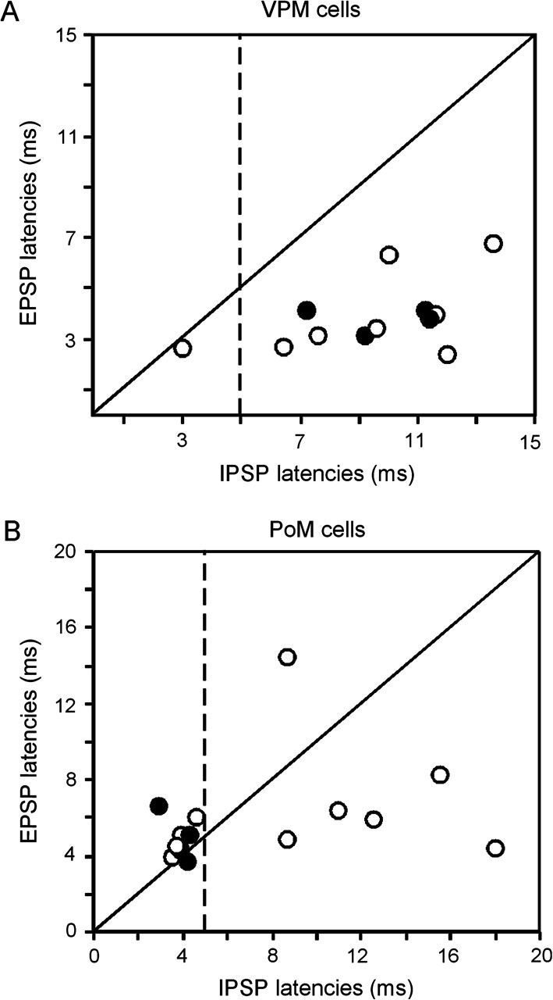 A
VPM cells
15
11
7
3
EPSP latencies (ms)
3 7 11 15
IPSP latencies (ms)
B
PoM cells
20
16
12
8
4
0
EPSP latencies (ms)
0 4 8 12 16 20
IPSP latencies (ms)